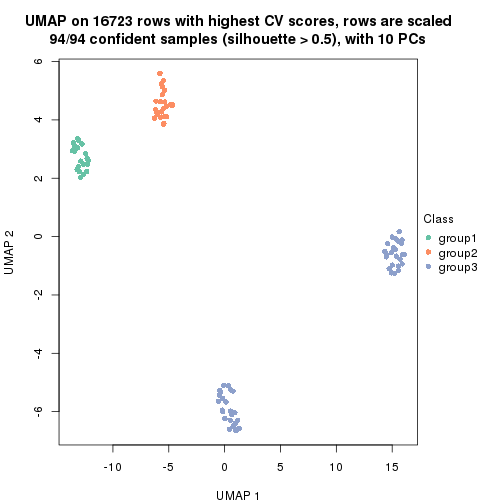 UMAP on 16723 rows with highest CV scores, rows are scaled
94/94 confident samples (silhouette > 0.5), with 10 PCs
6
4
2
0
-2
-4
-6
UMAP 2
-10
-5
0
5
10
15
UMAP 1
Class
group1
group2
group3